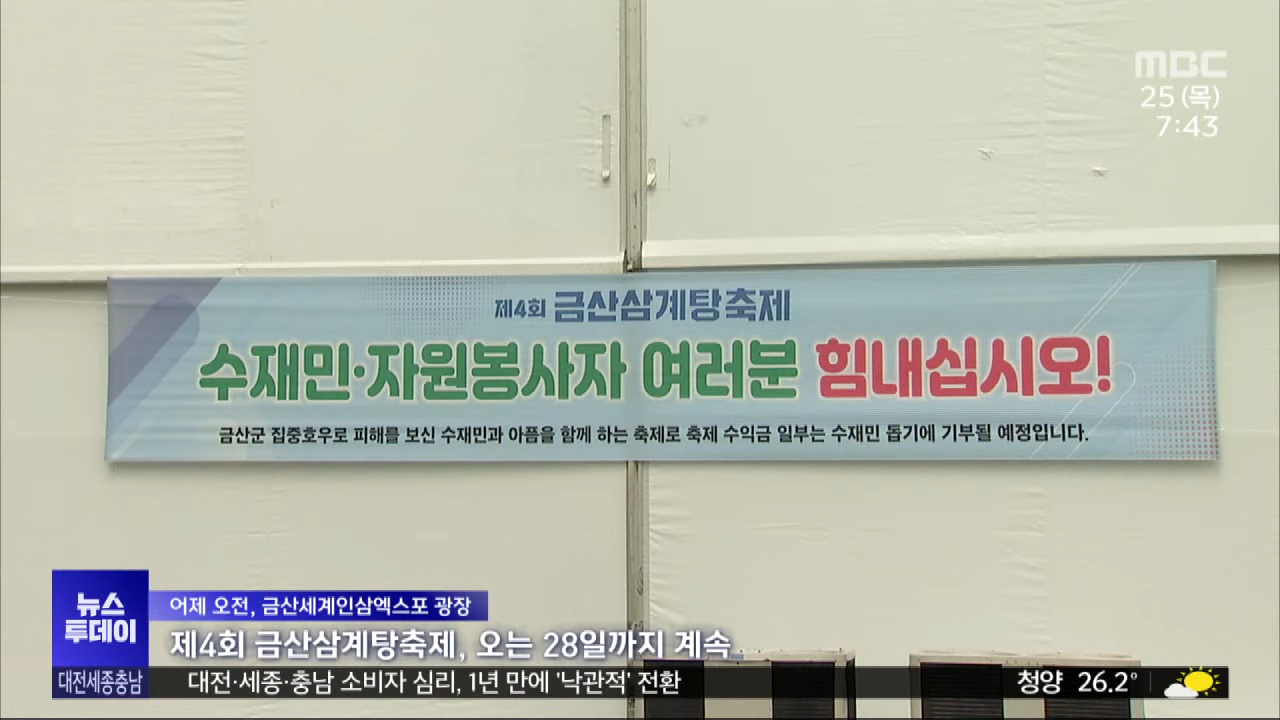 MBC
25 (목)
7:43
제4회 금산삼계탕축제
수재민·자원봉사자 여러분 힘내십시오!
금산군 집중호우로 피해를 보신 수재민과 아픔을 함께 하는 축제로 축제 수익금 일부는 수재민 돕기에 기부될 예정입니다.
뉴스
투데이
어제 오전, 금산세계인삼엑스포 광장
제4회 금산삼계탕축제, 오는 28일까지 계속
대전세종충남
대전·세종·충남 소비자 심리, 1년 만에 '낙관적' 전환
청양 26.2°